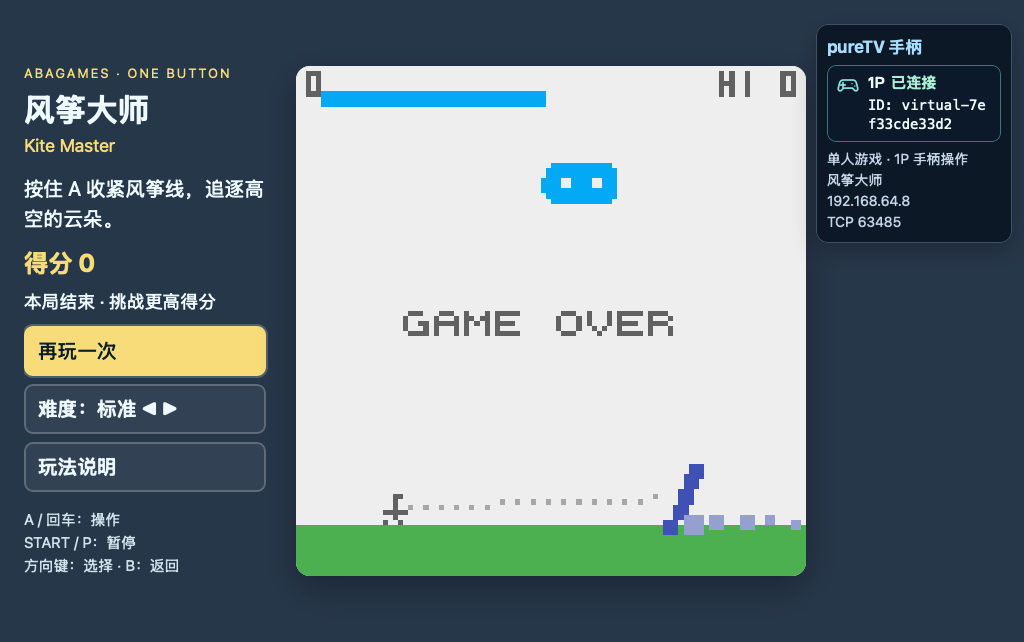 ABAGAMES · ONE BUTTON
风筝大师
Kite Master
按住 A 收紧风筝线，追逐高
空的云朵。
得分 0
本局结束 · 挑战更高得分
再玩一次
难度：标准 ◀ ▶
玩法说明
A / 回车：操作
START / P：暂停
方向键：选择 · B：返回
0
HI 0
GAME OVER
pureTV 手柄
1P 已连接
ID: virtual-7e
f33cde33d2
单人游戏 · 1P 手柄操作
风筝大师
192.168.64.8
TCP 63485